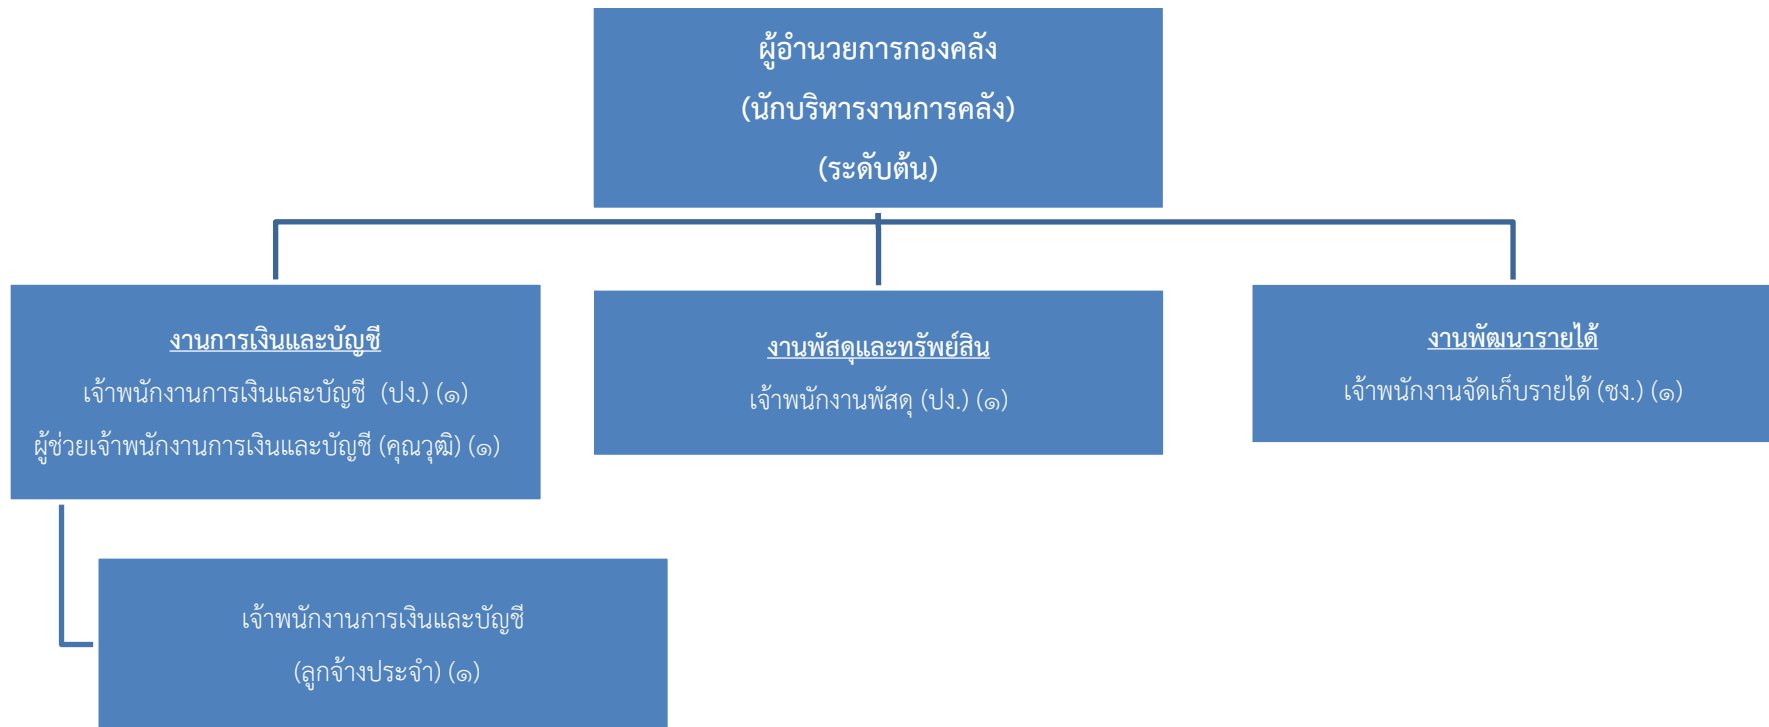 ผู้อำนวยการกองคลัง
(นักบริหารงานการคลัง)
(ระดับต้น)
งานการเงินและบัญชี
เจ้าพนักงานการเงินและบัญชี (ปง.) (๑)
ผู้ช่วยเจ้าพนักงานการเงินและบัญชี (คุณวุฒิ) (๑)
งานพัสดุและทรัพย์สิน
เจ้าพนักงานพัสดุ (ปง.) (๑)
งานพัฒนารายได้
เจ้าพนักงานจัดเก็บรายได้ (ชง.) (๑)
เจ้าพนักงานการเงินและบัญชี
(ลูกจ้างประจำ) (๑)